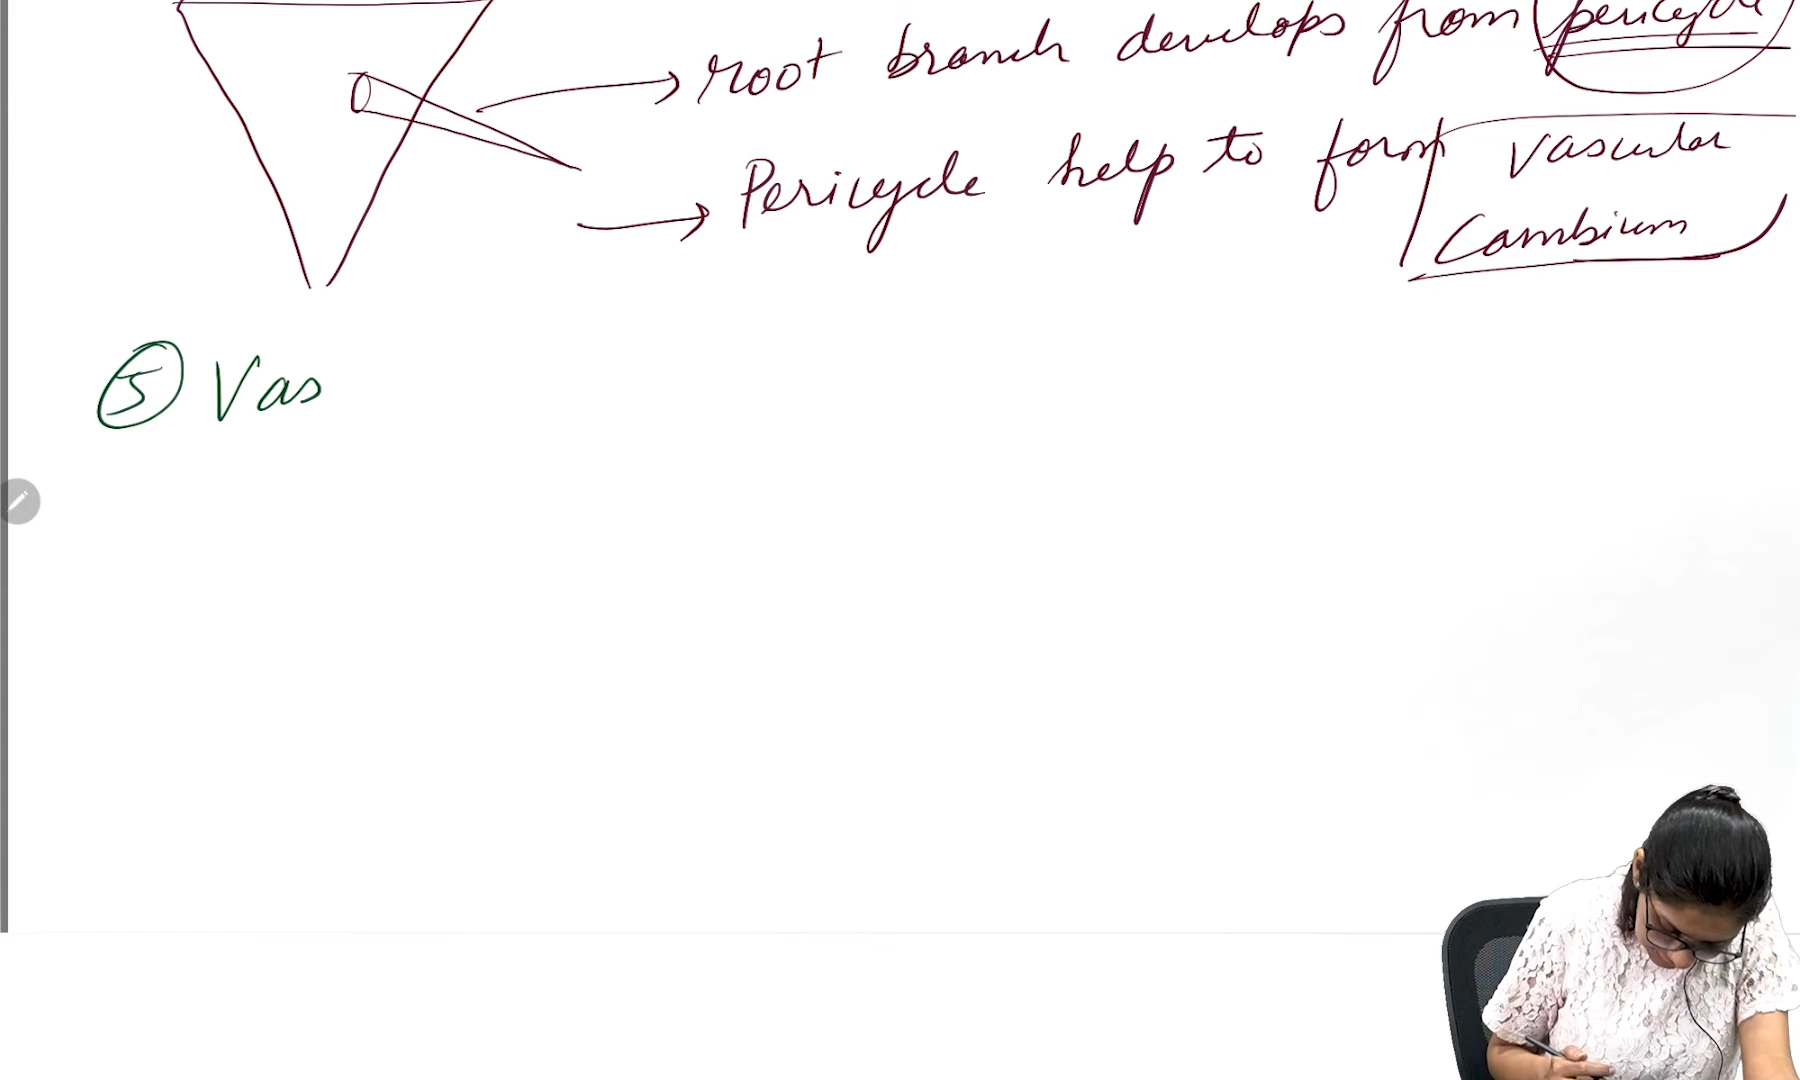 → root branch develops from pericycle
→ Pericycle help to form vascular
cambium
⑤ Vas